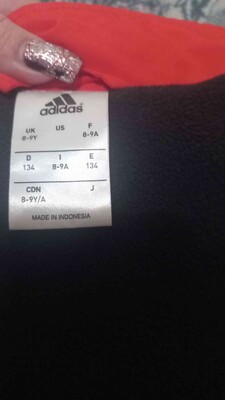 adidas
UK US F
8-9Y 8-9A
D I E
134 8-9A 134
CDN J
8-9Y/A
MADE IN INDONESIA